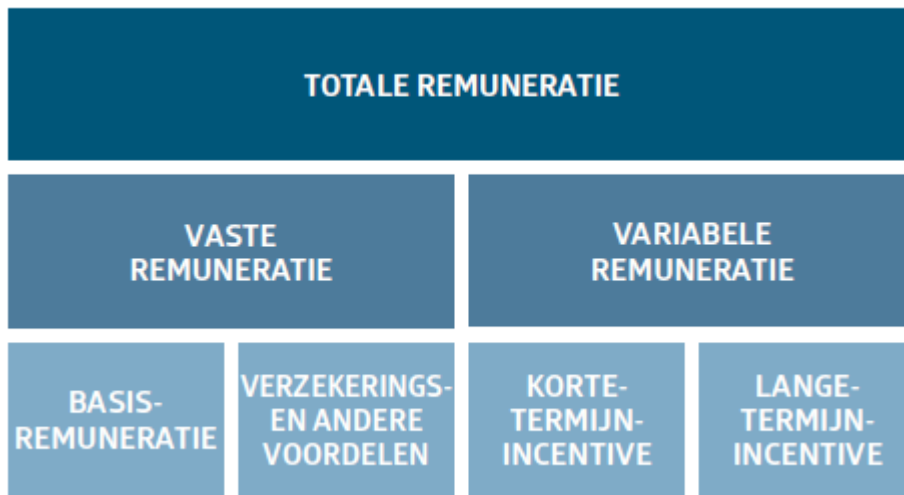 TOTALE REMUNERATIE
VASTE
REMUNERATIE
VARIABELE
REMUNERATIE
BASIS-
REMUNERATIE
VERZEKERINGS-
EN ANDERE
VOORDELEN
KORTE-
TERMIJN-
INCENTIVE
LANGE-
TERMIJN-
INCENTIVE